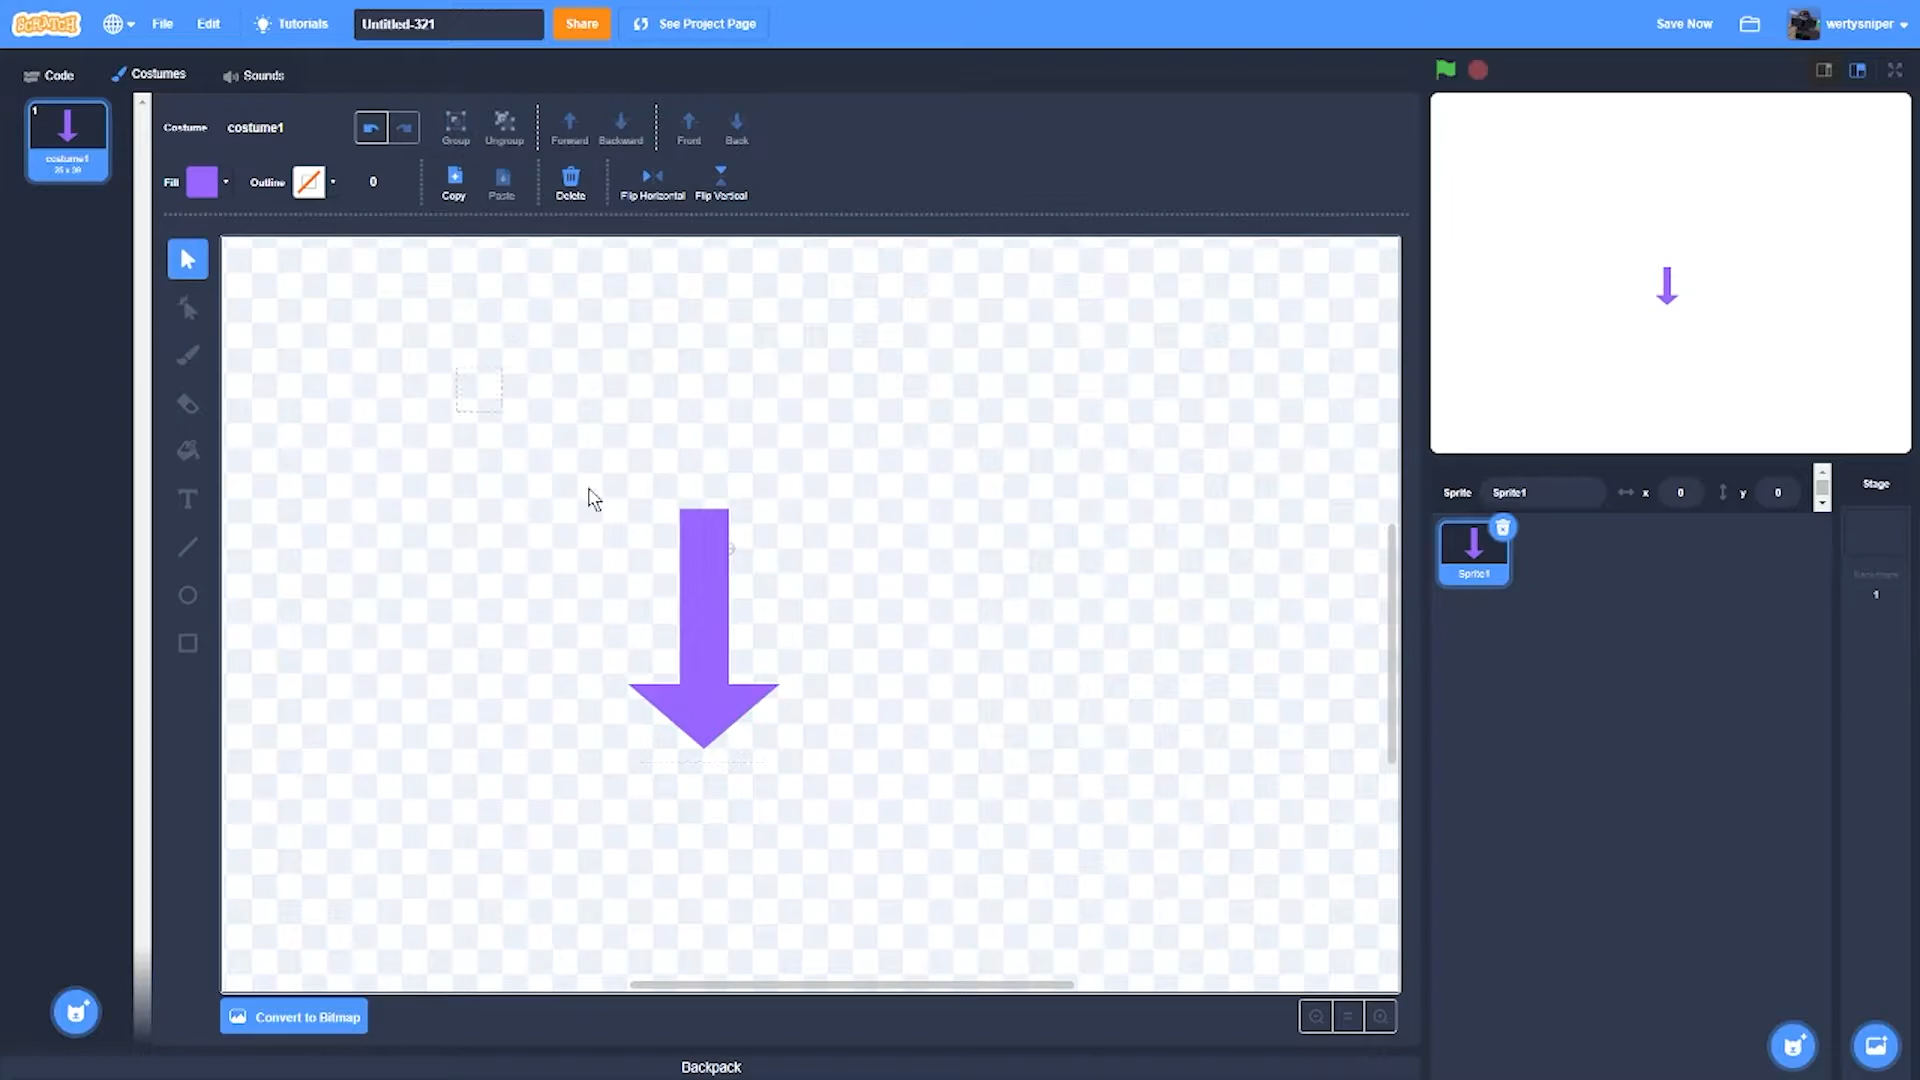 SCRATCH File Edit Tutorials Untitled-321 Share See Project Page Save Now wertysniper
Code Costumes Sounds
Costume costume1 Group Ungroup Forward Backward Front Back
Fill Outline 0 Copy Paste Delete Flip Horizontal Flip Vertical
1
costume1
T
Sprite Sprite1 x 0 y 0 Stage
Sprite1
1
Convert to Bitmap
Backpack